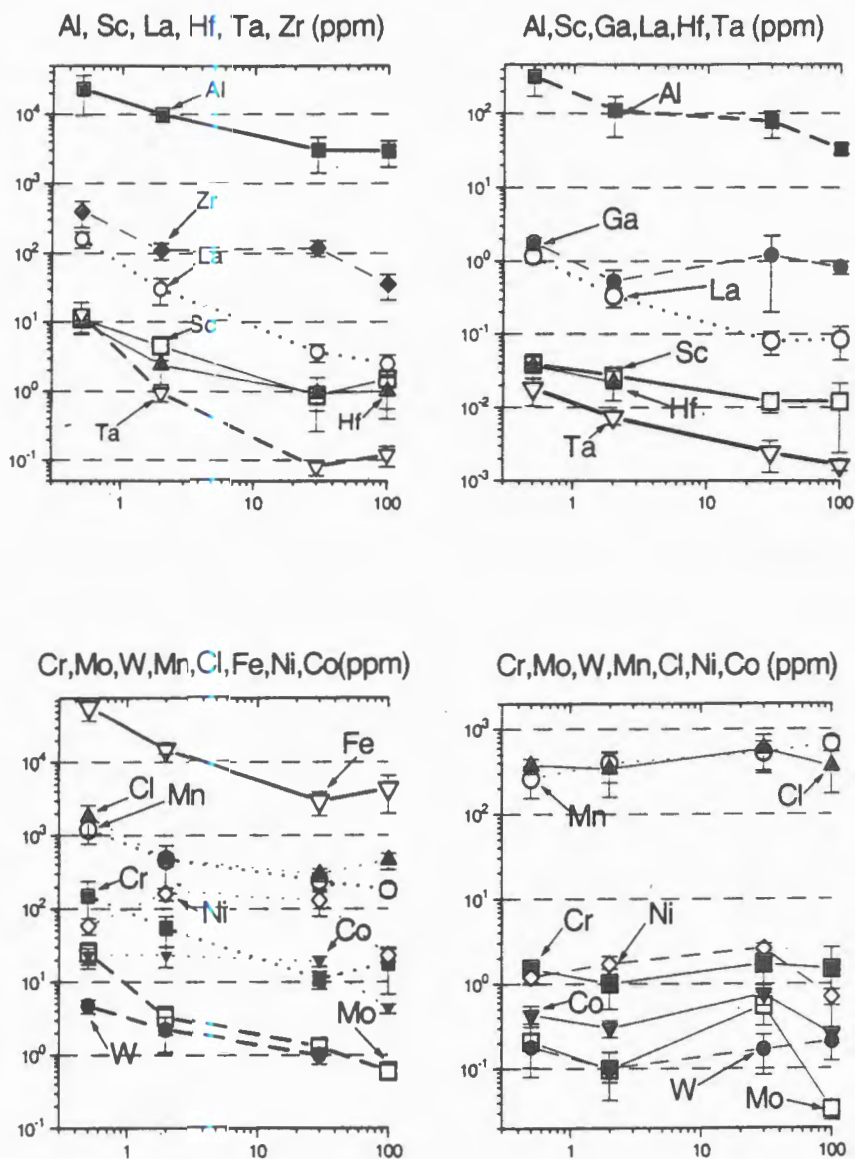 Al, Sc, La, Hf, Ta, Zr (ppm)
10⁴
10³
10²
10¹
10⁰
10⁻¹
Al
Zr
La
Sc
Ta
Hf
1
10
100
Al,Sc,Ga,La,Hf,Ta (ppm)
10²
10¹
10⁰
10⁻¹
10⁻²
10⁻³
Al
Ga
La
Sc
Hf
Ta
1
10
100
Cr,Mo,W,Mn,Cl,Fe,Ni,Co(ppm)
10⁴
10³
10²
10¹
10⁰
10⁻¹
Fe
Cl
Mn
Cr
Ni
Co
W
Mo
1
10
100
Cr,Mo,W,Mn,Cl,Ni,Co (ppm)
10³
10²
10¹
10⁰
10⁻¹
Mn
Cl
Cr
Ni
Co
W
Mo
1
10
100